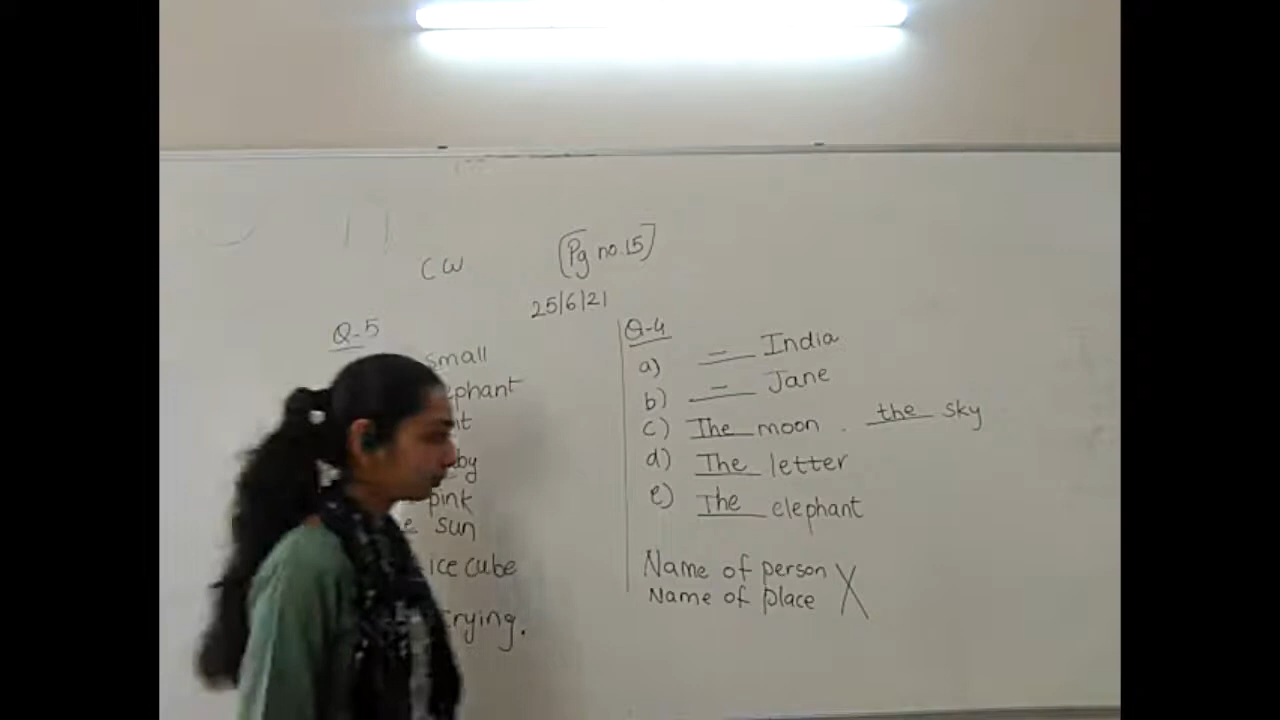 CW
[Pg no.15]
25/6/21
Q-5
small
sun
ice cube
pink
Q-4
a) _-_ India
b) _-_ Jane
c) The moon . the sky
d) The letter
e) The elephant
Name of person X
Name of place